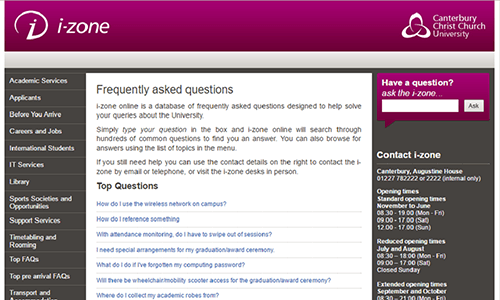 i-zone
Canterbury
Christ Church
University
Academic Services
Applicants
Before You Arrive
Careers and Jobs
International Students
IT Services
Library
Sports Societies and
Opportunities
Support Services
Timetabling and
Rooming
Top FAQs
Top pre arrival FAQs
Transport and
Accommodation
Frequently asked questions
i-zone online is a database of frequently asked questions designed to help solve
your queries about the University.
Simply type your question in the box and i-zone online will search through
hundreds of common questions to find you an answer. You can also browse for
answers using the list of topics in the menu.
If you still need help you can use the contact details on the right to contact the i-
zone by email or telephone, or visit the i-zone desks in person.
Top Questions
How do I use the wireless network on campus?
How do I reference something
With attendance monitoring, do I have to swipe out of sessions?
I need special arrangements for my graduation/award ceremony.
What do I do if I've forgotten my computing password?
Will there be wheelchair/mobility scooter access for the graduation/award ceremony?
Where do I collect my academic robes from?
Have a question?
ask the i-zone...
Ask
Contact i-zone
Canterbury, Augustine House
01227 782222 or 2222 (internal only)
Opening times
Standard opening times
November to June
08.30 - 19.00 (Mon - Fri)
09.00 - 17.00 (Sat)
12.00 - 17.00 (Sun)
Reduced opening times
July and August
08.30 - 18.30 (Mon - Fri)
09.00 - 17.00 (Sat)
Closed Sunday
Extended opening times
September and October
08.30 - 21.00 (Mon - Fri)